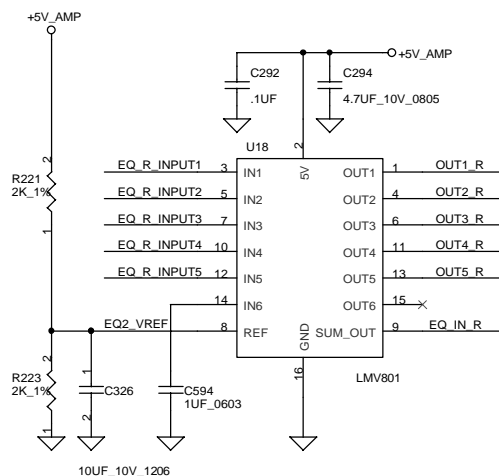 +5V_AMP
+5V_AMP
C292
.1UF
C294
4.7UF_10V_0805
U18
2
5V
2
R221
2K_1%
1
EQ_R_INPUT1 3 IN1 OUT1 1 OUT1_R
EQ_R_INPUT2 5 IN2 OUT2 4 OUT2_R
EQ_R_INPUT3 7 IN3 OUT3 6 OUT3_R
EQ_R_INPUT4 10 IN4 OUT4 11 OUT4_R
EQ_R_INPUT5 12 IN5 OUT5 13 OUT5_R
14 IN6 OUT6 15
EQ2_VREF 8 REF SUM_OUT 9 EQ_IN_R
GND
16
LMV801
2
R223
2K_1%
1
1
C326
2
10UF_10V_1206
C594
1UF_0603